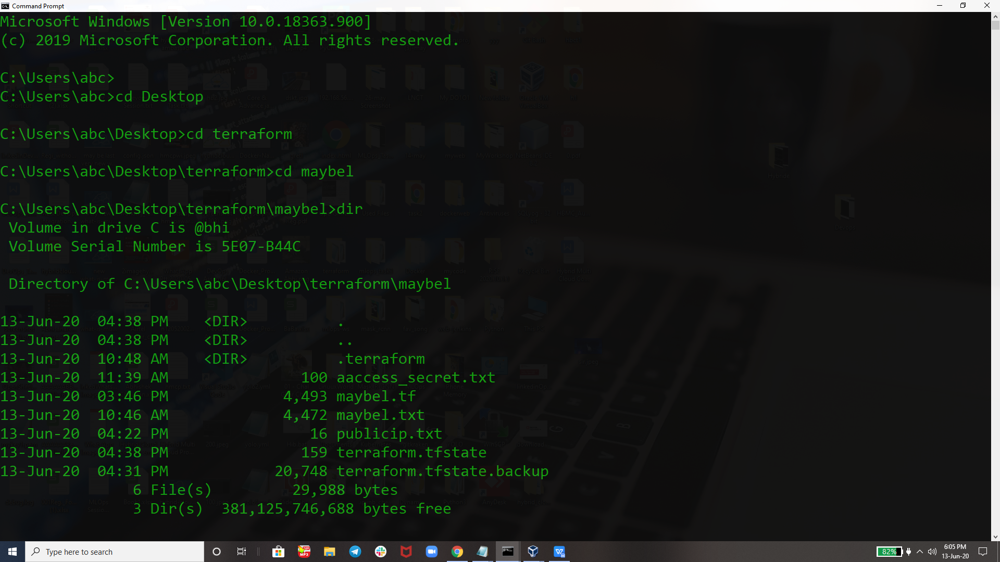 Command Prompt
Microsoft Windows [Version 10.0.18363.900]
(c) 2019 Microsoft Corporation. All rights reserved.
C:\Users\abc>
C:\Users\abc>cd Desktop
C:\Users\abc\Desktop>cd terraform
C:\Users\abc\Desktop\terraform>cd maybel
C:\Users\abc\Desktop\terraform\maybel>dir
 Volume in drive C is @bhi
 Volume Serial Number is 5E07-B44C
 Directory of C:\Users\abc\Desktop\terraform\maybel
13-Jun-20  04:38 PM    <DIR>          .
13-Jun-20  04:38 PM    <DIR>          ..
13-Jun-20  10:48 AM    <DIR>          .terraform
13-Jun-20  11:39 AM               100 aaccess_secret.txt
13-Jun-20  03:46 PM             4,493 maybel.tf
13-Jun-20  10:46 AM             4,472 maybel.txt
13-Jun-20  04:22 PM                16 publicip.txt
13-Jun-20  04:38 PM               159 terraform.tfstate
13-Jun-20  04:31 PM            20,748 terraform.tfstate.backup
               6 File(s)         29,988 bytes
               3 Dir(s)  381,125,746,688 bytes free
Type here to search
82%
6:05 PM
13-Jun-20